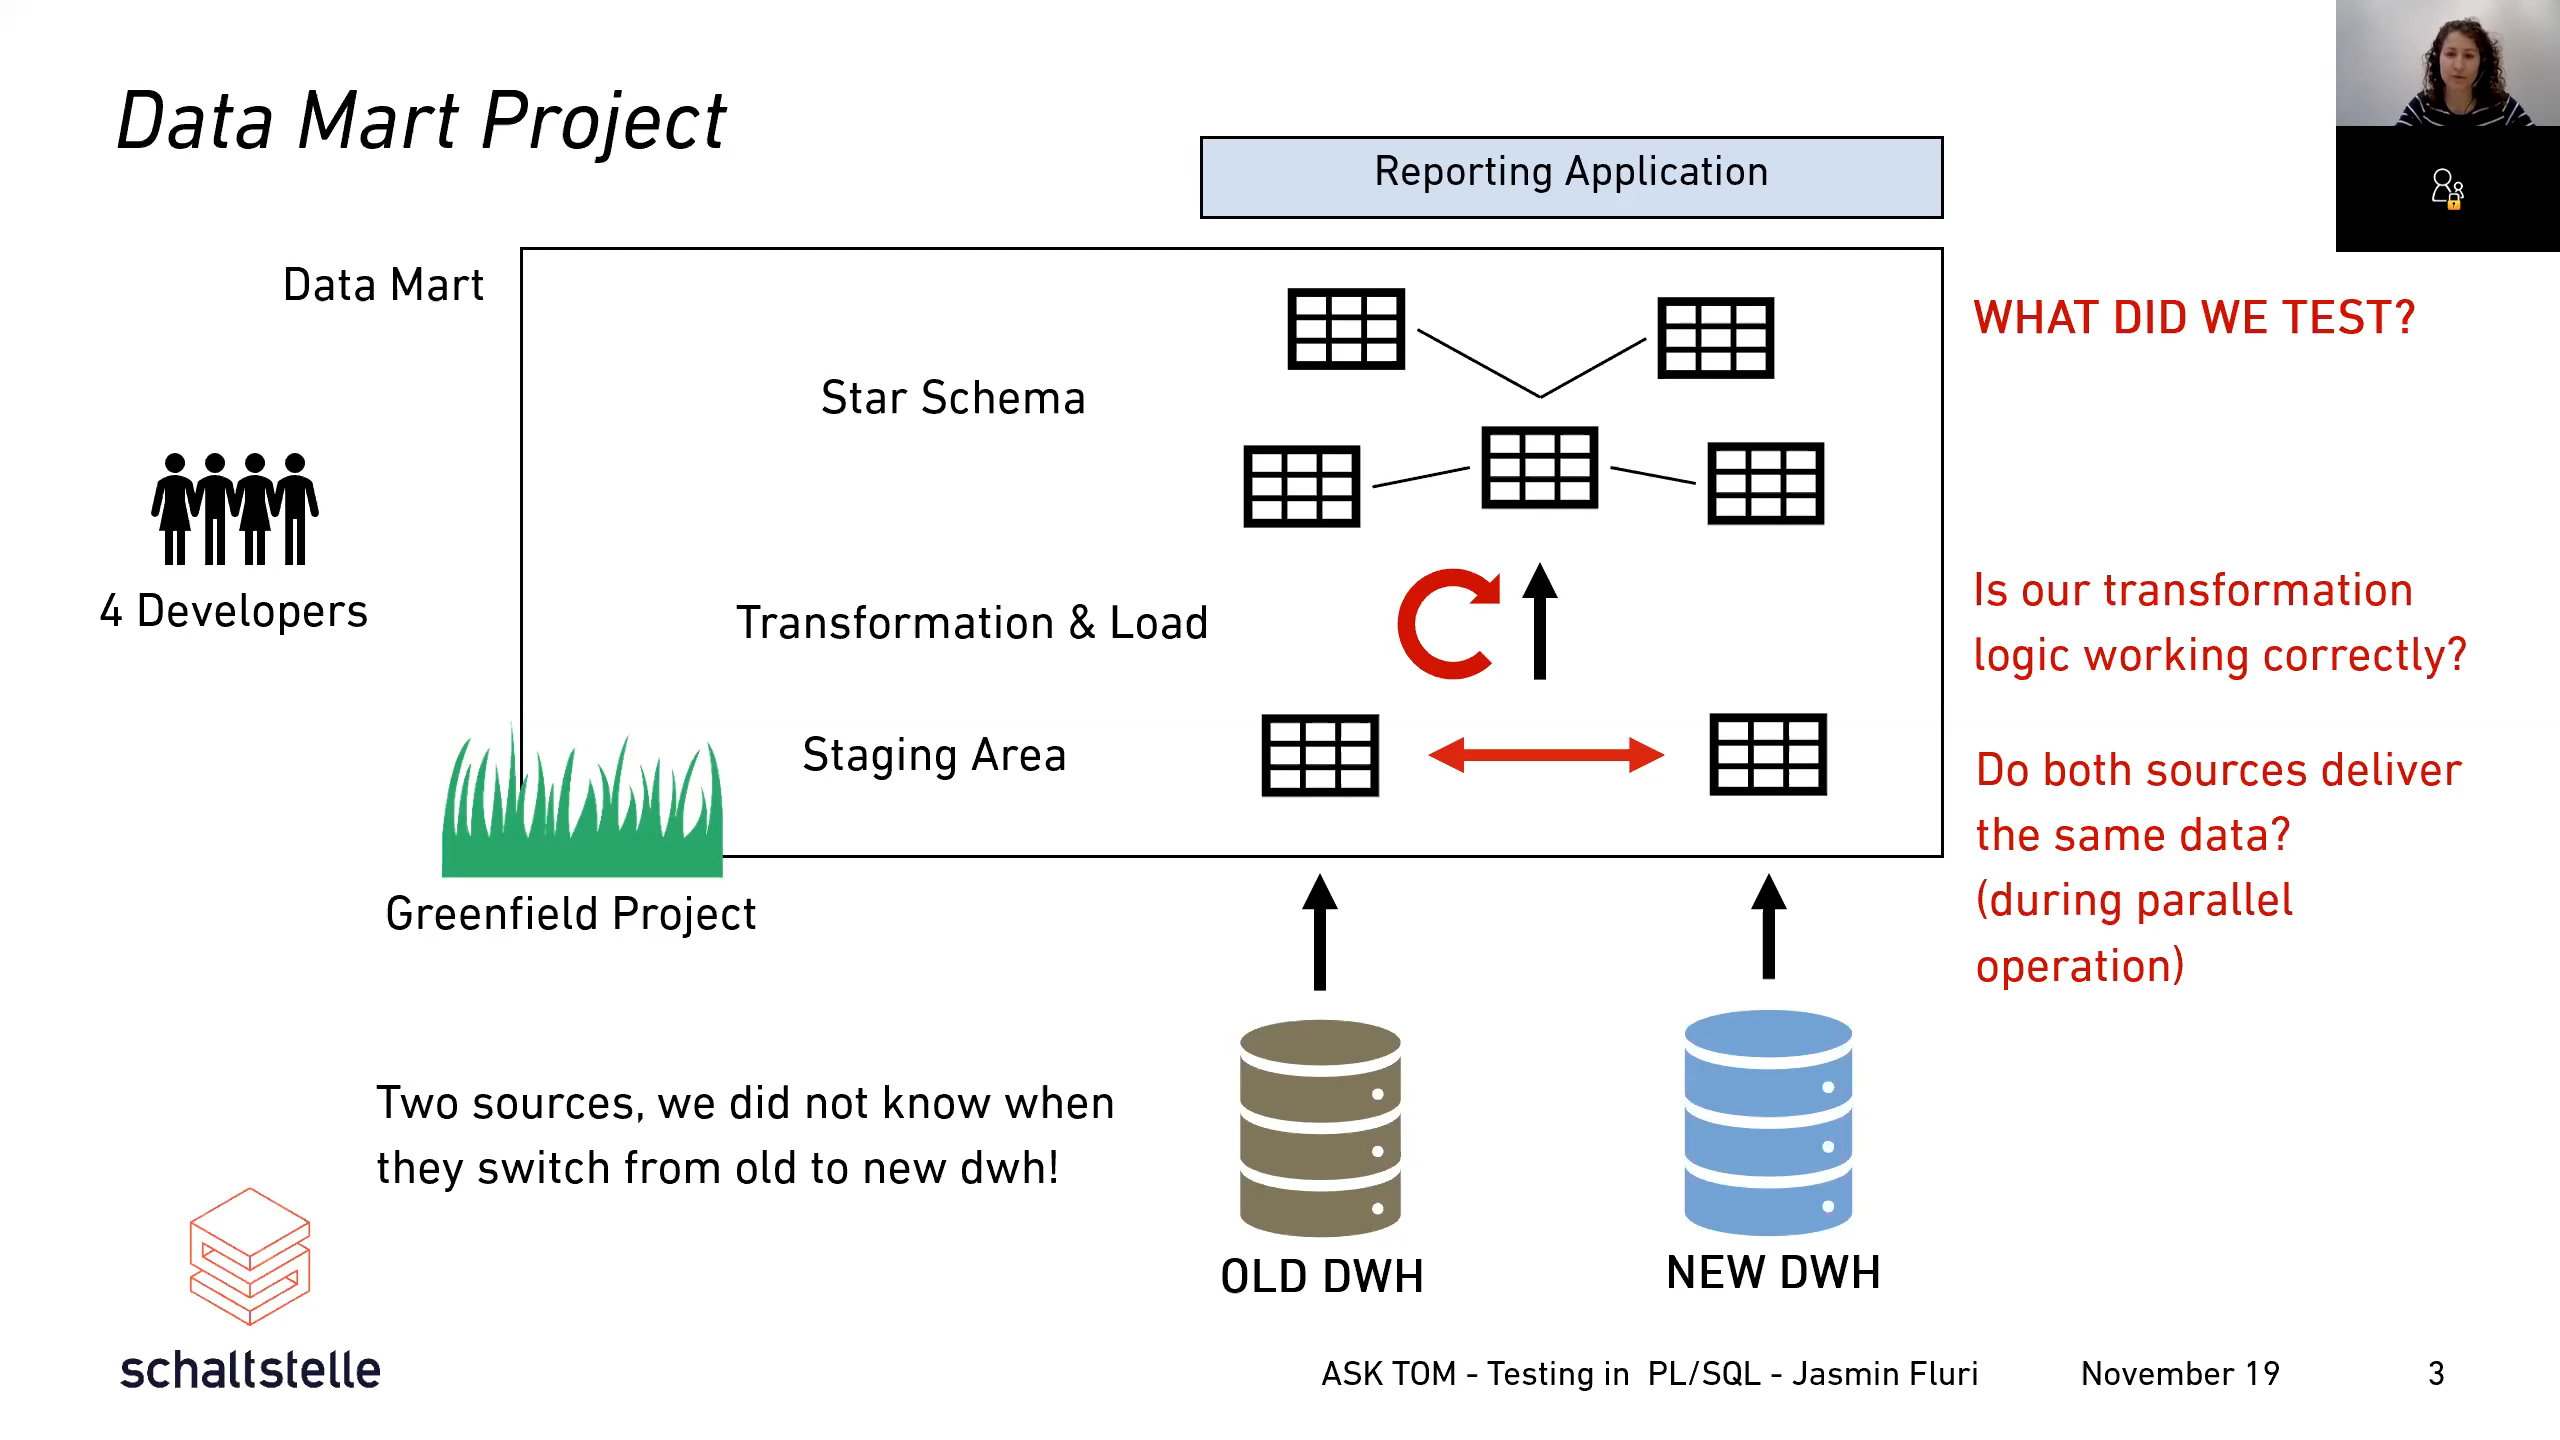 Data Mart Project
Reporting Application
Data Mart
WHAT DID WE TEST?
Star Schema
4 Developers
Transformation & Load
Is our transformation
logic working correctly?
Staging Area
Do both sources deliver
the same data?
(during parallel
operation)
Greenfield Project
Two sources, we did not know when
they switch from old to new dwh!
OLD DWH
NEW DWH
schaltstelle
ASK TOM - Testing in PL/SQL - Jasmin Fluri
November 19
3